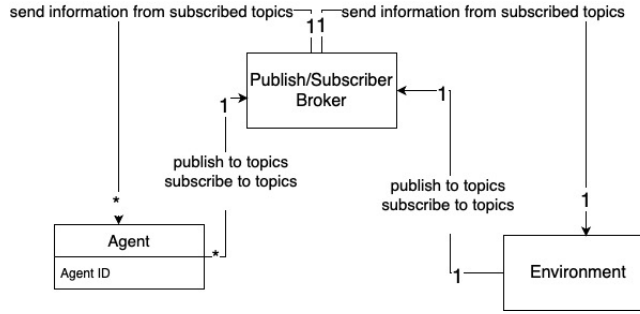 send information from subscribed topics
send information from subscribed topics
11
Publish/Subscriber
Broker
1
1
publish to topics
subscribe to topics
publish to topics
subscribe to topics
*
1
Agent
*
Agent ID
1
Environment